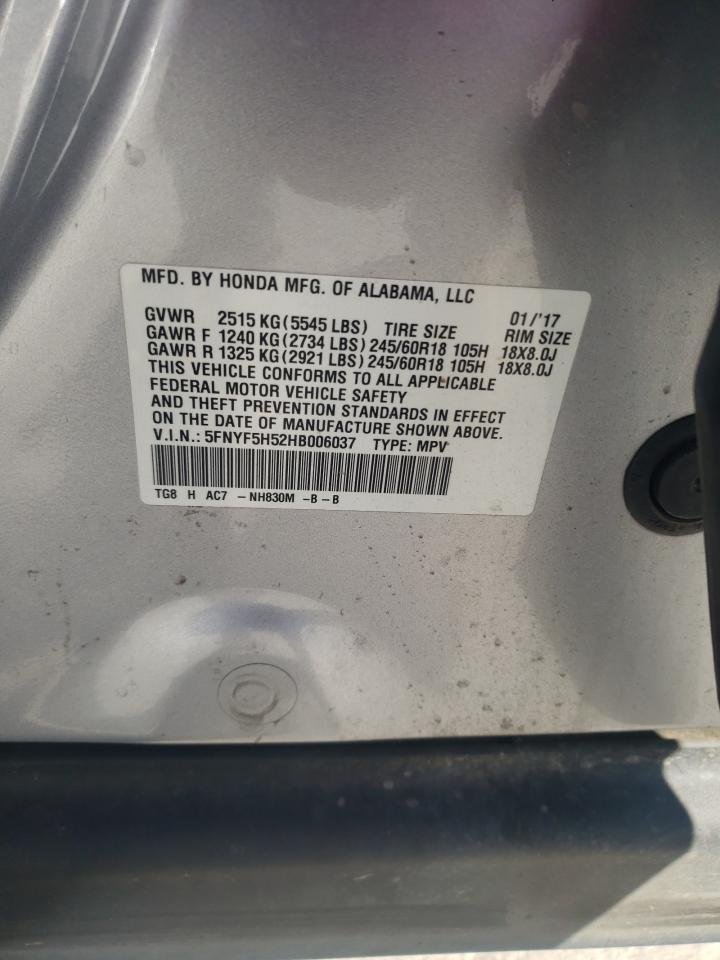 MFD. BY HONDA MFG. OF ALABAMA, LLC
01/'17
GVWR 2515 KG(5545 LBS) TIRE SIZE RIM SIZE
GAWR F 1240 KG(2734 LBS) 245/60R18 105H 18X8.0J
GAWR R 1325 KG(2921 LBS) 245/60R18 105H 18X8.0J
THIS VEHICLE CONFORMS TO ALL APPLICABLE
FEDERAL MOTOR VEHICLE SAFETY
AND THEFT PREVENTION STANDARDS IN EFFECT
ON THE DATE OF MANUFACTURE SHOWN ABOVE.
V.I.N.: 5FNYF5H52HB006037 TYPE: MPV
TG8 H AC7 -NH830M -B-B